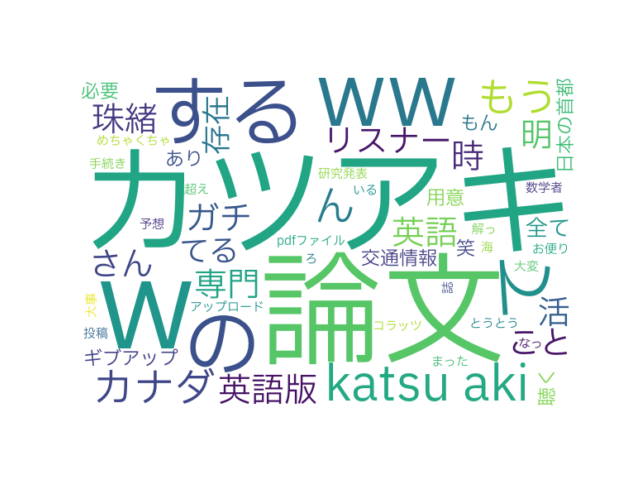 必要
する
WW
もう
日本の首都
珠緒
存在
リスナー
もん
明
めちゃくちゃ
手続き
あり
時
カツアキ
超え
研究発表
いる
数学者
予想
ガチ
ん
用意
英語
解っ
全て
てる
pdfファイル
ろ
交通情報
笑
海
お便り
さん
専門
論文
大変
と
W
の
アップロード
大事
投稿
コラッツ
とうとう
活
こと
なっ
ギブアップ
まった
カナダ
英語版
katsu aki
聴く